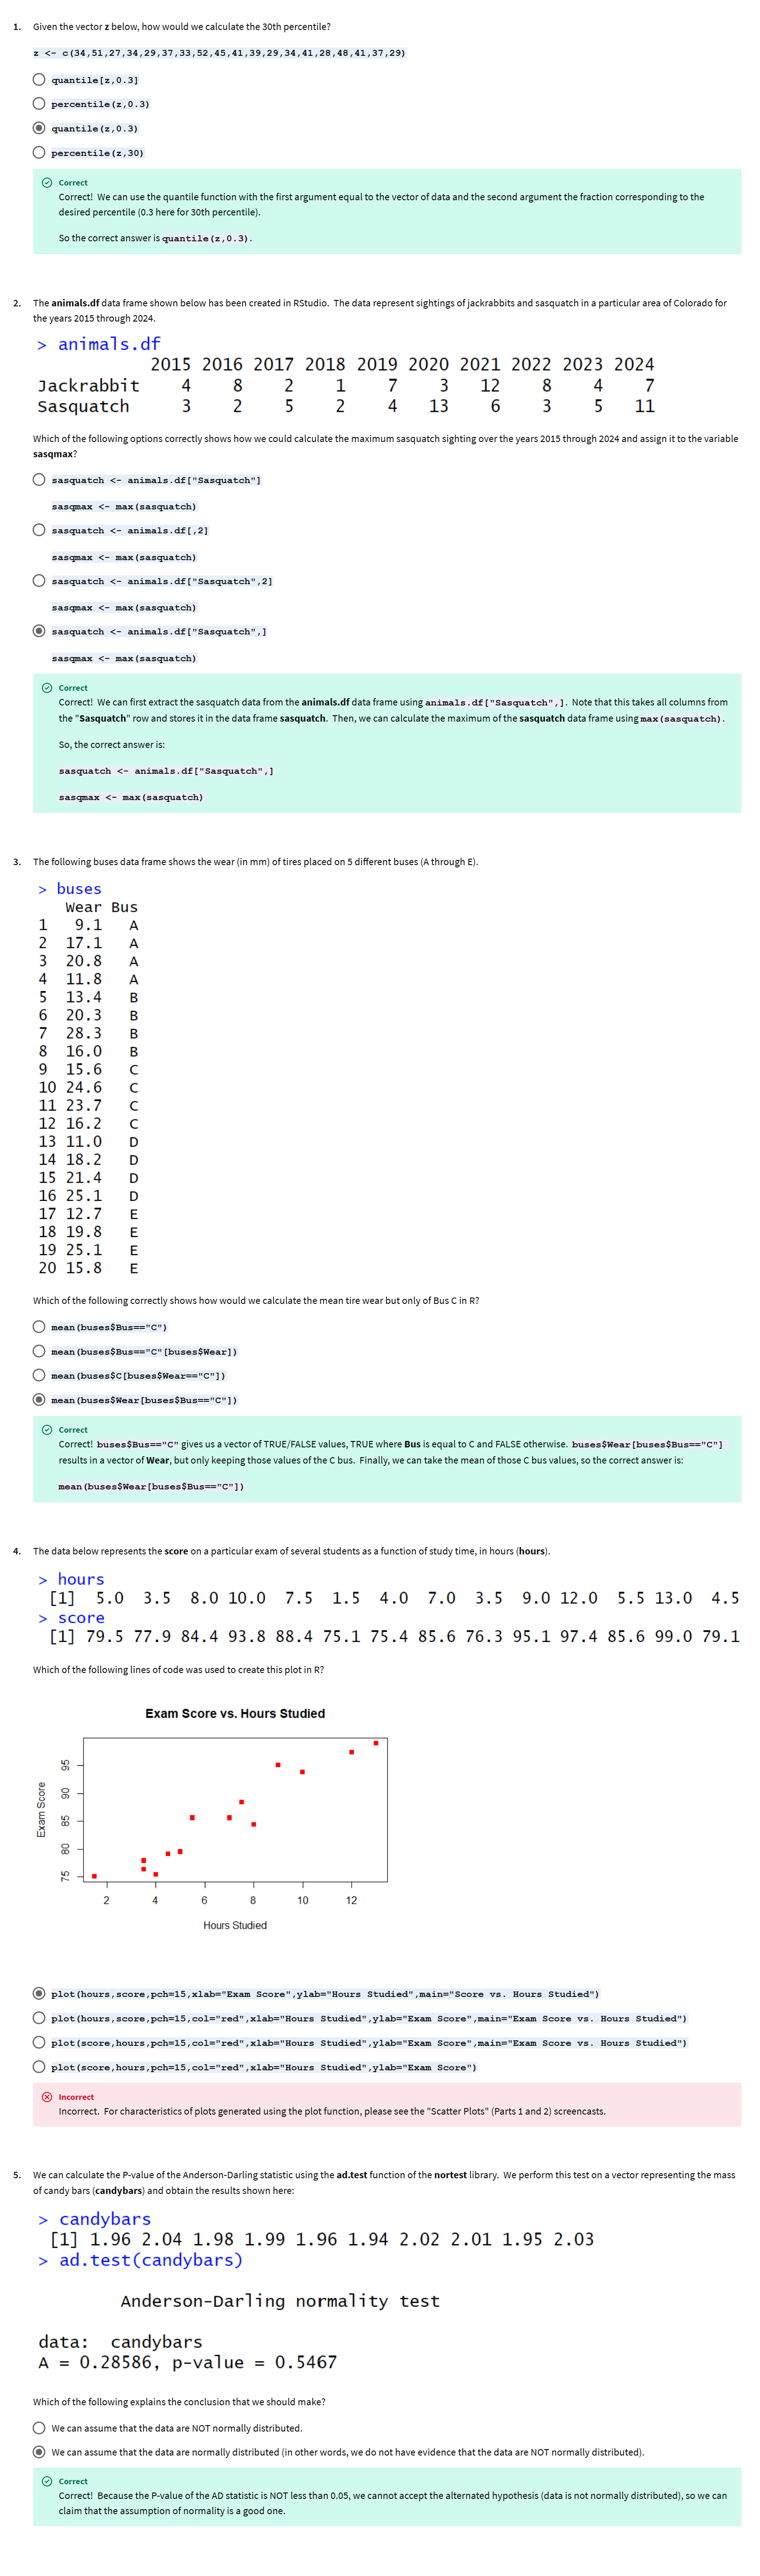 1. Given the vector z below, how would we calculate the 30th percentile?
z <- c(34,51,27,34,29,37,33,52,45,41,39,29,34,41,28,48,41,37,29)
quantile[z,0.3]
percentile(z,0.3)
quantile(z,0.3)
percentile(z,30)
Correct
Correct! We can use the quantile function with the first argument equal to the vector of data and the second argument the fraction corresponding to the
desired percentile (0.3 here for 30th percentile).
So the correct answer is quantile(z,0.3).
2. The animals.df data frame shown below has been created in RStudio. The data represent sightings of jackrabbits and sasquatch in a particular area of Colorado for
the years 2015 through 2024.
> animals.df
2015 2016 2017 2018 2019 2020 2021 2022 2023 2024
Jackrabbit 4 8 2 1 7 3 12 8 4 7
Sasquatch 3 2 5 2 4 13 6 3 5 11
Which of the following options correctly shows how we could calculate the maximum sasquatch sighting over the years 2015 through 2024 and assign it to the variable
sasqmax?
sasquatch <- animals.df["Sasquatch"]
sasqmax <- max(sasquatch)
sasquatch <- animals.df[,2]
sasqmax <- max(sasquatch)
sasquatch <- animals.df["Sasquatch",2]
sasqmax <- max(sasquatch)
sasquatch <- animals.df["Sasquatch",]
sasqmax <- max(sasquatch)
Correct
Correct! We can first extract the sasquatch data from the animals.df data frame using animals.df["Sasquatch",]. Note that this takes all columns from
the "Sasquatch" row and stores it in the data frame sasquatch. Then, we can calculate the maximum of the sasquatch data frame using max(sasquatch).
So, the correct answer is:
sasquatch <- animals.df["Sasquatch",]
sasqmax <- max(sasquatch)
3. The following buses data frame shows the wear (in mm) of tires placed on 5 different buses (A through E).
> buses
Wear Bus
1 9.1 A
2 17.1 A
3 20.8 A
4 11.8 A
5 13.4 B
6 20.3 B
7 28.3 B
8 16.0 B
9 15.6 C
10 24.6 C
11 23.7 C
12 16.2 C
13 11.0 D
14 18.2 D
15 21.4 D
16 25.1 D
17 12.7 E
18 19.8 E
19 25.1 E
20 15.8 E
Which of the following correctly shows how would we calculate the mean tire wear but only of Bus C in R?
mean(buses$Bus=="C")
mean(buses$Bus=="C"[buses$Wear])
mean(buses$C[buses$Wear=="C"])
mean(buses$Wear[buses$Bus=="C"])
Correct
Correct! buses$Bus=="C" gives us a vector of TRUE/FALSE values, TRUE where Bus is equal to C and FALSE otherwise. buses$Wear[buses$Bus=="C"]
results in a vector of Wear, but only keeping those values of the C bus. Finally, we can take the mean of those C bus values, so the correct answer is:
mean(buses$Wear[buses$Bus=="C"])
4. The data below represents the score on a particular exam of several students as a function of study time, in hours (hours).
> hours
[1] 5.0 3.5 8.0 10.0 7.5 1.5 4.0 7.0 3.5 9.0 12.0 5.5 13.0 4.5
> score
[1] 79.5 77.9 84.4 93.8 88.4 75.1 75.4 85.6 76.3 95.1 97.4 85.6 99.0 79.1
Which of the following lines of code was used to create this plot in R?
Exam Score vs. Hours Studied
Exam Score
95
90
85
80
75
2 4 6 8 10 12
Hours Studied
plot(hours,score,pch=15,xlab="Exam Score",ylab="Hours Studied",main="Score vs. Hours Studied")
plot(hours,score,pch=15,col="red",xlab="Hours Studied",ylab="Exam Score",main="Exam Score vs. Hours Studied")
plot(score,hours,pch=15,col="red",xlab="Hours Studied",ylab="Exam Score",main="Exam Score vs. Hours Studied")
plot(score,hours,pch=15,col="red",xlab="Hours Studied",ylab="Exam Score")
Incorrect
Incorrect. For characteristics of plots generated using the plot function, please see the "Scatter Plots" (Parts 1 and 2) screencasts.
5. We can calculate the P-value of the Anderson-Darling statistic using the ad.test function of the nortest library. We perform this test on a vector representing the mass
of candy bars (candybars) and obtain the results shown here:
> candybars
[1] 1.96 2.04 1.98 1.99 1.96 1.94 2.02 2.01 1.95 2.03
> ad.test(candybars)
Anderson-Darling normality test
data: candybars
A = 0.28586, p-value = 0.5467
Which of the following explains the conclusion that we should make?
We can assume that the data are NOT normally distributed.
We can assume that the data are normally distributed (in other words, we do not have evidence that the data are NOT normally distributed).
Correct
Correct! Because the P-value of the AD statistic is NOT less than 0.05, we cannot accept the alternated hypothesis (data is not normally distributed), so we can
claim that the assumption of normality is a good one.